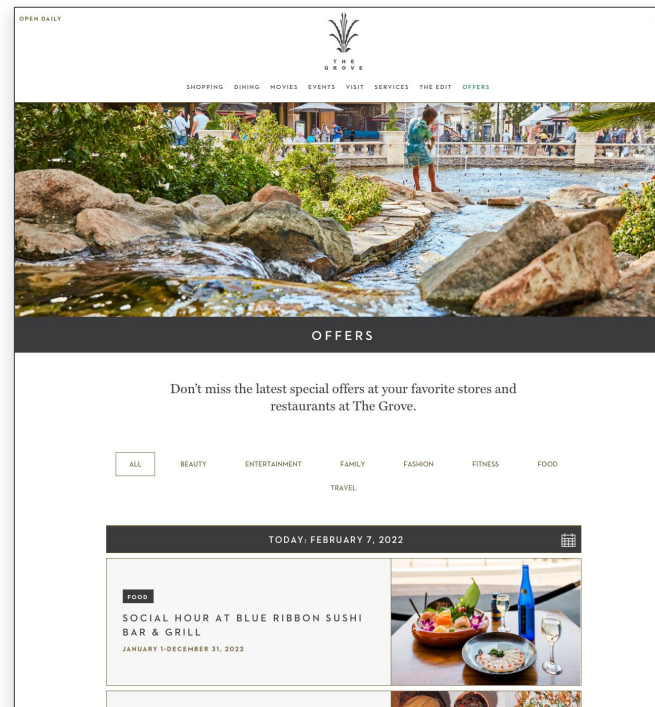 OPEN DAILY
THE
GROVE
SHOPPING DINING MOVIES EVENTS VISIT SERVICES THE EDIT OFFERS
OFFERS
Don't miss the latest special offers at your favorite stores and
restaurants at The Grove.
ALL BEAUTY ENTERTAINMENT FAMILY FASHION FITNESS FOOD
TRAVEL
TODAY: FEBRUARY 7, 2022
FOOD
SOCIAL HOUR AT BLUE RIBBON SUSHI
BAR & GRILL
JANUARY 1-DECEMBER 31, 2022